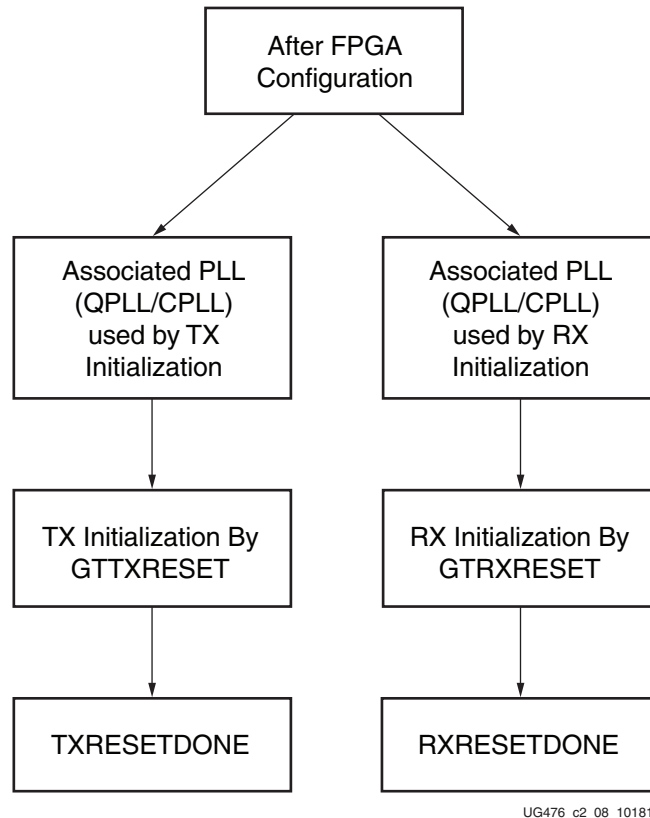 After FPGA
Configuration
Associated PLL
(QPLL/CPLL)
used by TX
Initialization
Associated PLL
(QPLL/CPLL)
used by RX
Initialization
TX Initialization By
GTTXRESET
RX Initialization By
GTRXRESET
TXRESETDONE
RXRESETDONE
UG476_c2_08_10181